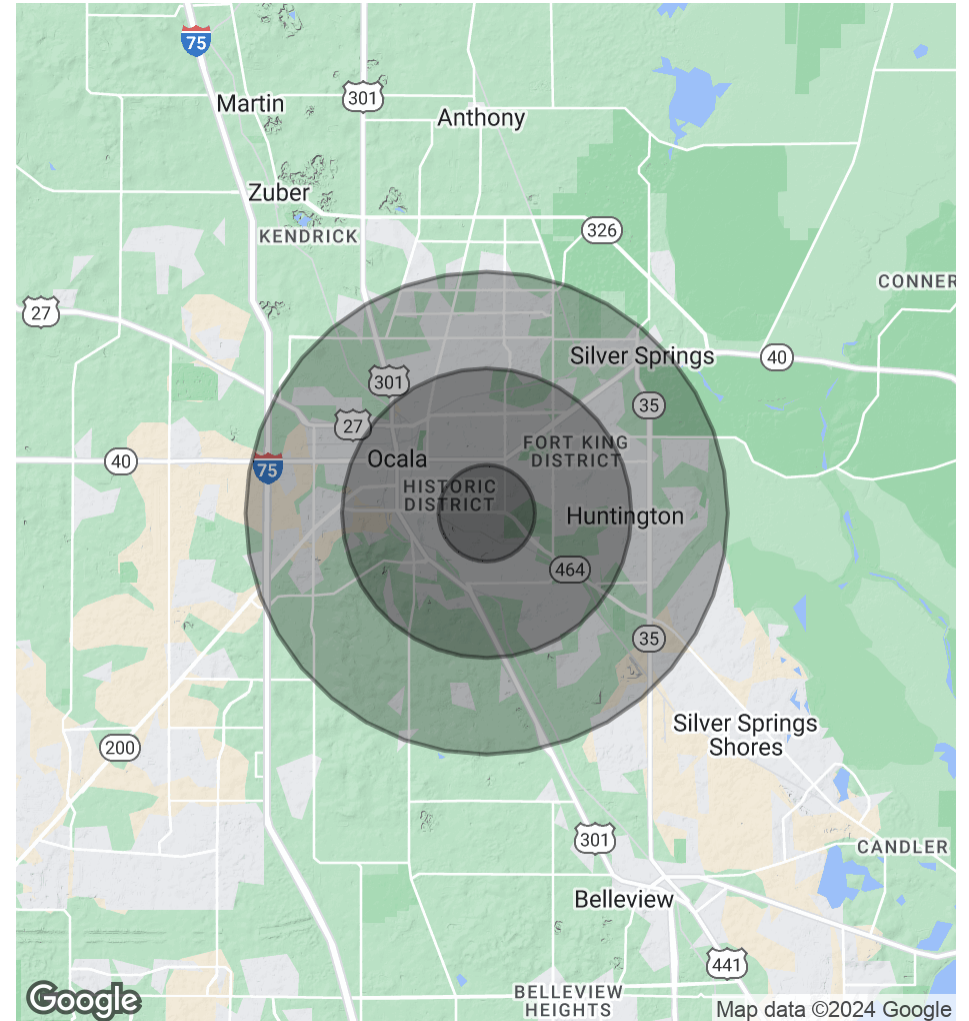 75
Martin
301
Anthony
Zuber
326
KENDRICK
CONNER
27
Silver Springs
40
301
35
27
FORT KING
DISTRICT
Ocala
40
75
HISTORIC
DISTRICT
Huntington
464
35
Silver Springs
Shores
200
301
CANDLER
Belleview
441
BELLEVIEW
HEIGHTS
Google
Map data ©2024 Google